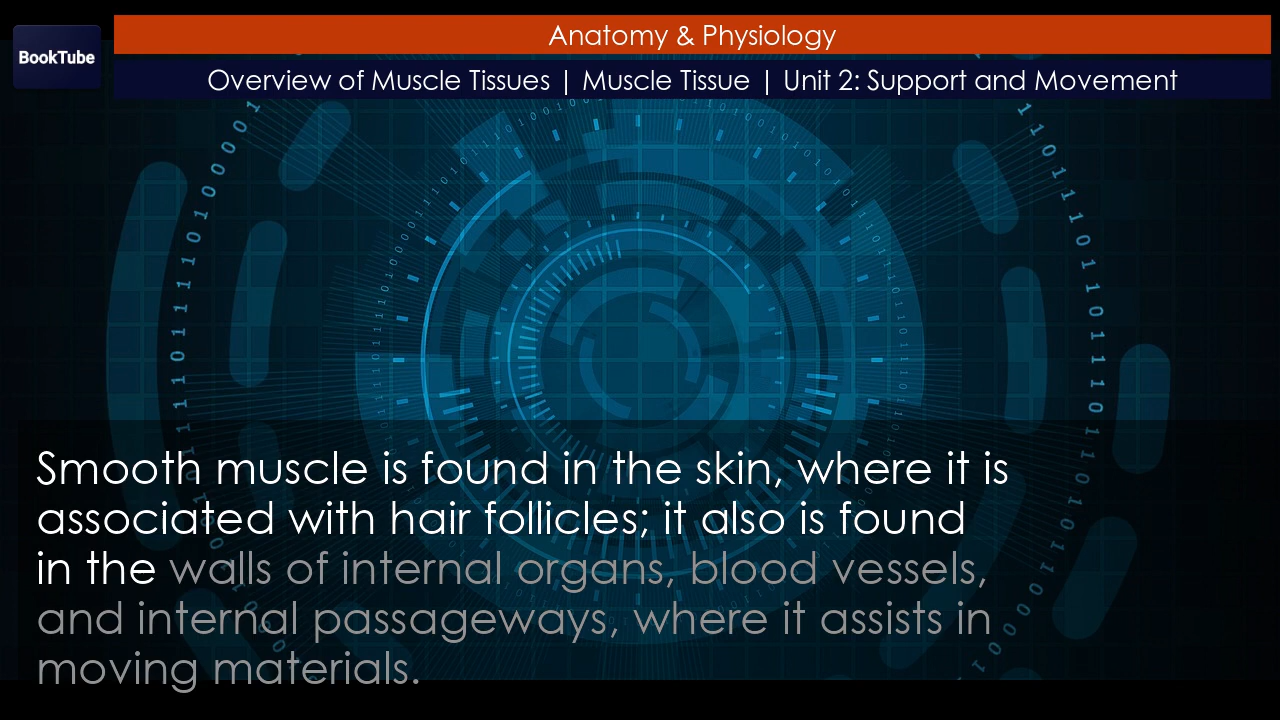 Anatomy & Physiology
BookTube
Overview of Muscle Tissues | Muscle Tissue | Unit 2: Support and Movement
Smooth muscle is found in the skin, where it is
associated with hair follicles; it also is found
in the walls of internal organs, blood vessels,
and internal passageways, where it assists in
moving materials.